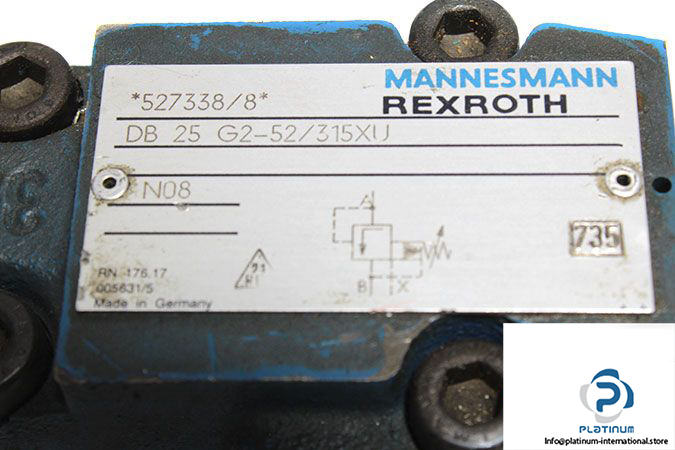 MANNESMANN
REXROTH
*527338/8*
DB 25 G2-52/315XU
N08
A
735
21
B X
RN 176.17
005631/5
Made in Germany
PLATINUM
Info@platinum-international.store